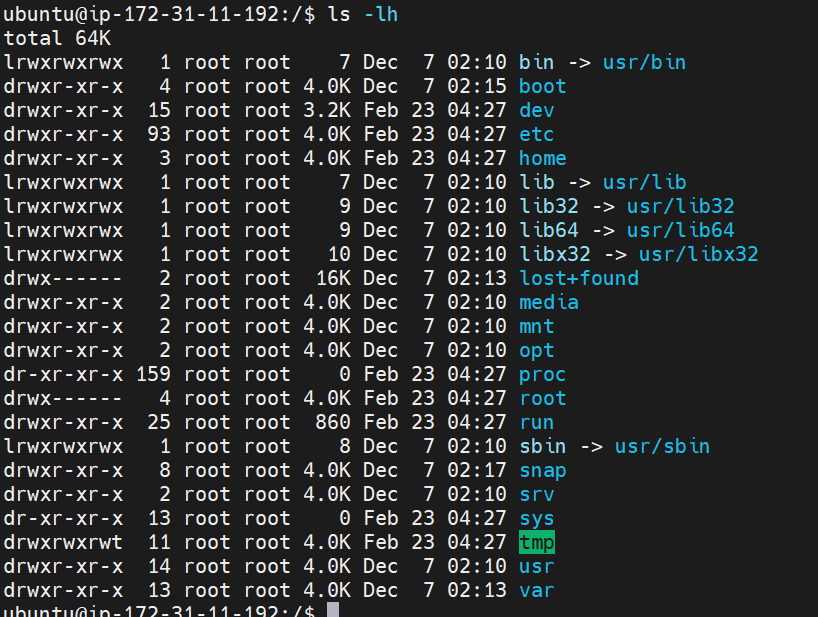 ubuntu@ip-172-31-11-192:/$ ls -lh
total 64K
lrwxrwxrwx   1 root root    7 Dec  7 02:10 bin -> usr/bin
drwxr-xr-x   4 root root 4.0K Dec  7 02:15 boot
drwxr-xr-x  15 root root 3.2K Feb 23 04:27 dev
drwxr-xr-x  93 root root 4.0K Feb 23 04:27 etc
drwxr-xr-x   3 root root 4.0K Feb 23 04:27 home
lrwxrwxrwx   1 root root    7 Dec  7 02:10 lib -> usr/lib
lrwxrwxrwx   1 root root    9 Dec  7 02:10 lib32 -> usr/lib32
lrwxrwxrwx   1 root root    9 Dec  7 02:10 lib64 -> usr/lib64
lrwxrwxrwx   1 root root   10 Dec  7 02:10 libx32 -> usr/libx32
drwx------   2 root root  16K Dec  7 02:13 lost+found
drwxr-xr-x   2 root root 4.0K Dec  7 02:10 media
drwxr-xr-x   2 root root 4.0K Dec  7 02:10 mnt
drwxr-xr-x   2 root root 4.0K Dec  7 02:10 opt
dr-xr-xr-x 159 root root    0 Feb 23 04:27 proc
drwx------   4 root root 4.0K Feb 23 04:27 root
drwxr-xr-x  25 root root  860 Feb 23 04:27 run
lrwxrwxrwx   1 root root    8 Dec  7 02:10 sbin -> usr/sbin
drwxr-xr-x   8 root root 4.0K Dec  7 02:17 snap
drwxr-xr-x   2 root root 4.0K Dec  7 02:10 srv
dr-xr-xr-x  13 root root    0 Feb 23 04:27 sys
drwxrwxrwt  11 root root 4.0K Feb 23 04:27 tmp
drwxr-xr-x  14 root root 4.0K Dec  7 02:10 usr
drwxr-xr-x  13 root root 4.0K Dec  7 02:13 var
ubuntu@ip-172-31-11-192:/$